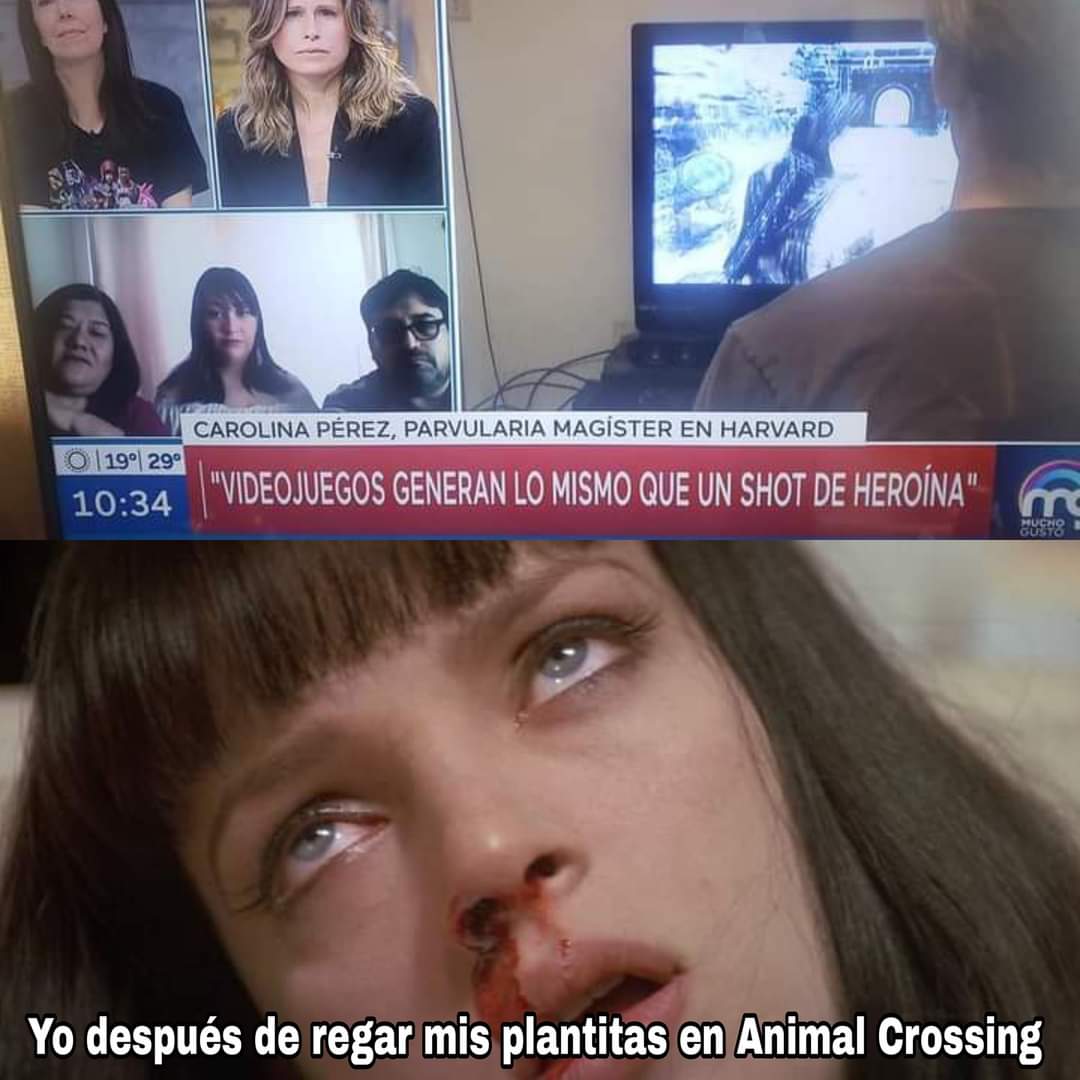 CAROLINA PÉREZ, PARVULARIA MAGÍSTER EN HARVARD
19° 29°
"VIDEOJUEGOS GENERAN LO MISMO QUE UN SHOT DE HEROÍNA"
10:34
MUCHO
GUSTO
Yo después de regar mis plantitas en Animal Crossing